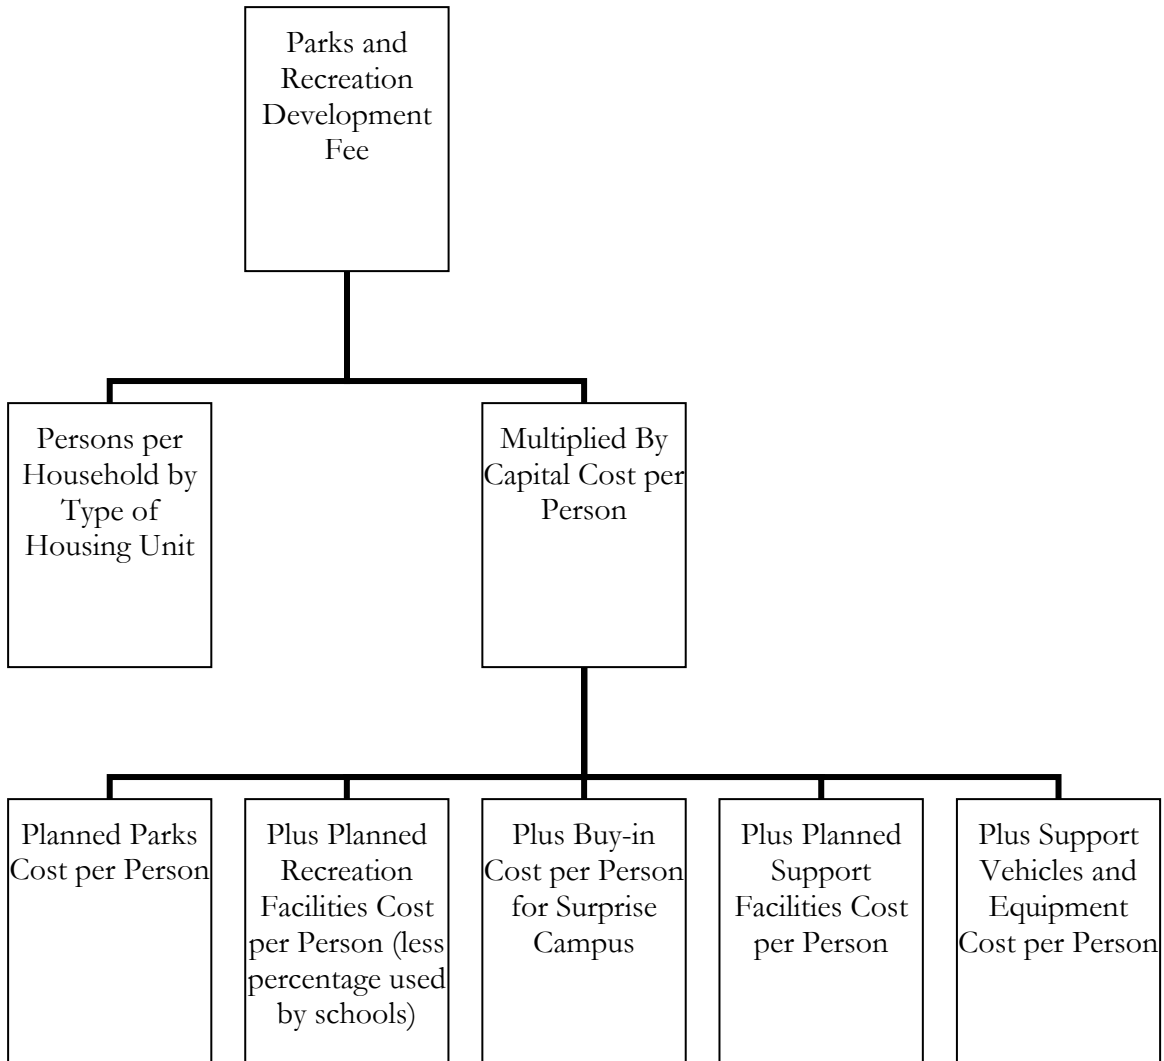 Parks and
Recreation
Development
Fee
Persons per
Household by
Type of
Housing Unit
Multiplied By
Capital Cost per
Person
Planned Parks
Cost per Person
Plus Planned
Recreation
Facilities Cost
per Person (less
percentage used
by schools)
Plus Buy-in
Cost per Person
for Surprise
Campus
Plus Planned
Support
Facilities Cost
per Person
Plus Support
Vehicles and
Equipment
Cost per Person